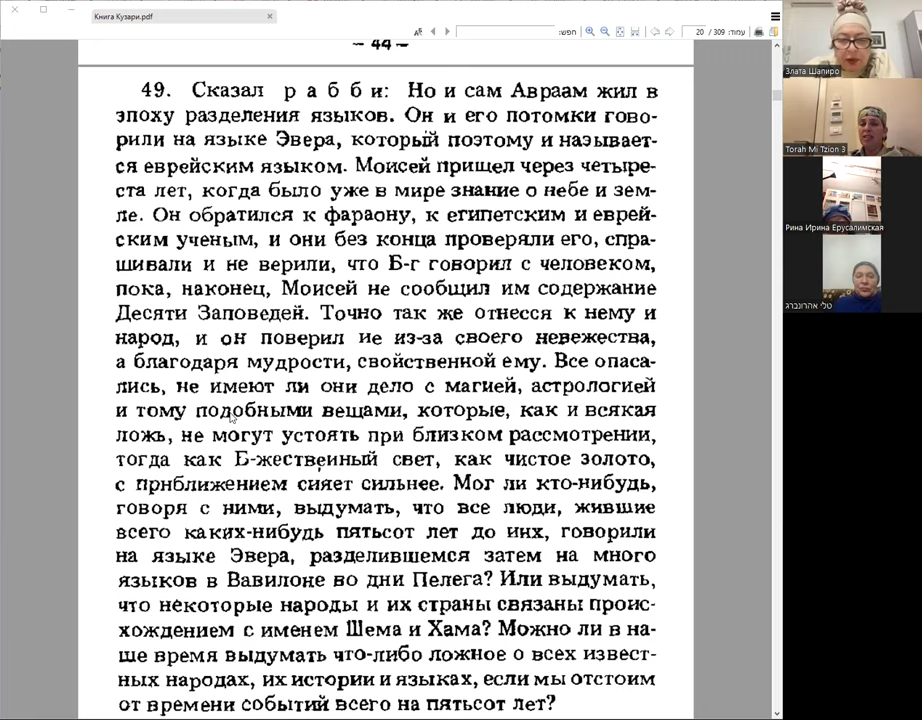 Книга Кузари.pdf
חפש:
עמוד: 20 / 309
– 44 –
49. Сказал рабби: Но и сам Авраам жил в
эпоху разделения языков. Он и его потомки гово-
рили на языке Эвера, который поэтому и называет-
ся еврейским языком. Моисей пришел через четыре-
ста лет, когда было уже в мире знание о небе и зем-
ле. Он обратился к фараону, к египетским и еврей-
ским ученым, и они без конца проверяли его, спра-
шивали и не верили, что Б-г говорил с человеком,
пока, наконец, Моисей не сообщил им содержание
Десяти Заповедей. Точно так же отнесся к нему и
народ, и он поверил ие из-за своего невежества,
а благодаря мудрости, свойственной ему. Все опаса-
лись, не имеют ли они дело с магией, астрологией
и тому подобными вещами, которые, как и всякая
ложь, не могут устоять при близком рассмотрении,
тогда как Б-жествеиный свет, как чистое золото,
с прнближением сияет сильнее. Мог ли кто-нибудь,
говоря с ними, выдумать, что все люди, жившие
всего каких-нибудь пятьсот лет до иих, говорили
на языке Эвера, разделившемся затем на много
языков в Вавилоне во дни Пелега? Или выдумать,
что некоторые народы и их страны связаны проис-
хождением с именем Шема и Хама? Можно ли в на-
ше время выдумать что-либо ложное о всех извест-
ных народах, их истории и языках, если мы отстоим
от времени событий всего на пятьсот лет?
Злата Шапиро
Torah Mi Tzion 3
Рина Ирина Ерусалимская
טלי אהרונברג